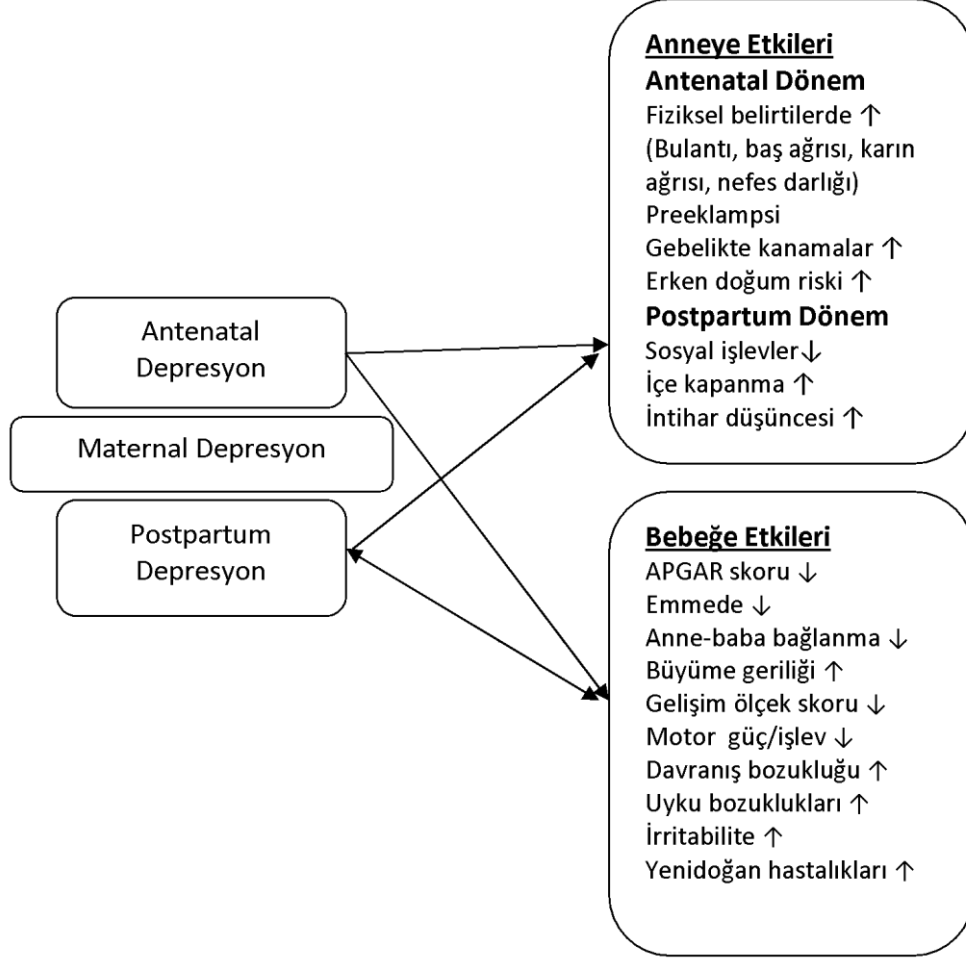 Antenatal
Depresyon
Maternal Depresyon
Postpartum
Depresyon
Anneye Etkileri
Antenatal Dönem
Fiziksel belirtilerde ↑
(Bulantı, baş ağrısı, karın
ağrısı, nefes darlığı)
Preeklampsi
Gebelikte kanamalar ↑
Erken doğum riski ↑
Postpartum Dönem
Sosyal işlevler↓
İçe kapanma ↑
İntihar düşüncesi ↑
Bebeğe Etkileri
APGAR skoru ↓
Emmede ↓
Anne-baba bağlanma ↓
Büyüme geriliği ↑
Gelişim ölçek skoru ↓
Motor güç/işlev ↓
Davranış bozukluğu ↑
Uyku bozuklukları ↑
İrritabilite ↑
Yenidoğan hastalıkları ↑